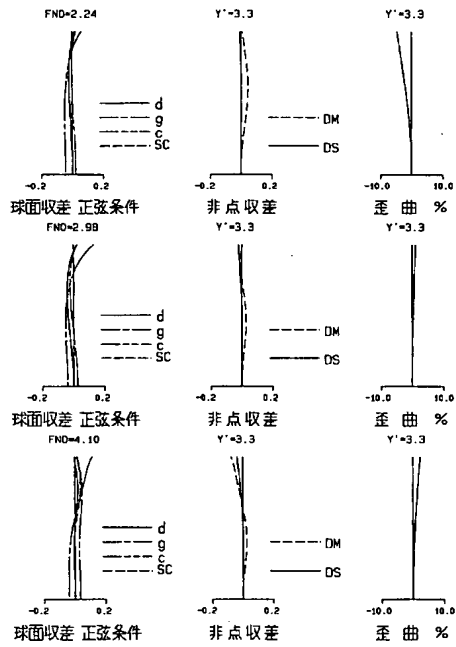 FNO=2.24 Y'=3.3 Y'=3.3
d
g
c
SC
DM
DS
-0.2 0.2 -0.2 0.2 -10.0 10.0
球面収差 正弦条件 非点収差 歪曲 %
FNO=2.98 Y'=3.3 Y'=3.3
d
g
c
SC
DM
DS
-0.2 0.2 -0.2 0.2 -10.0 10.0
球面収差 正弦条件 非点収差 歪曲 %
FNO=4.10 Y'=3.3 Y'=3.3
d
g
c
SC
DM
DS
-0.2 0.2 -0.2 0.2 -10.0 10.0
球面収差 正弦条件 非点収差 歪曲 %